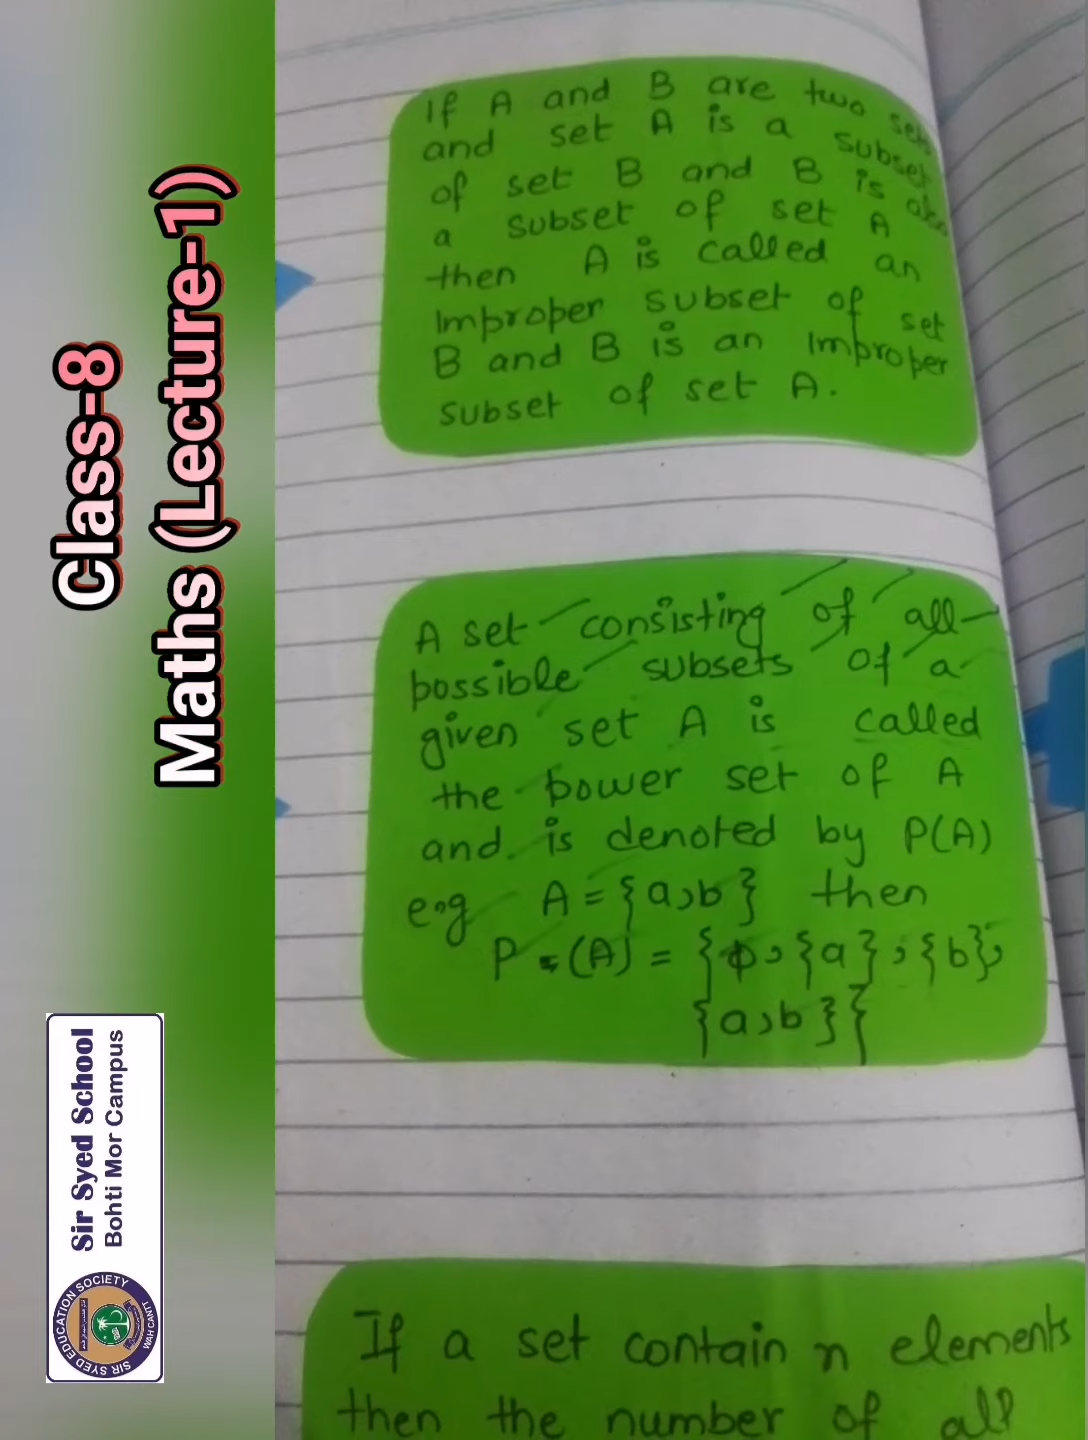 Class-8
Maths (Lecture-1)
Sir Syed School
Bohti Mor Campus
SIR SYED EDUCATION SOCIETY
WAH CANTT
If A and B are two sets
and set A is a subset
of set B and B is also
a subset of set A
then A is called an
Improper subset of set
B and B is an Improper
subset of set A.
A set consisting of all
possible subsets of a
given set A is called
the power set of A
and is denoted by P(A)
e.g A = {a,b} then
P = (A) = {ϕ, {a}, {b},
{a,b}{
If a set contain n elements
then the number of all